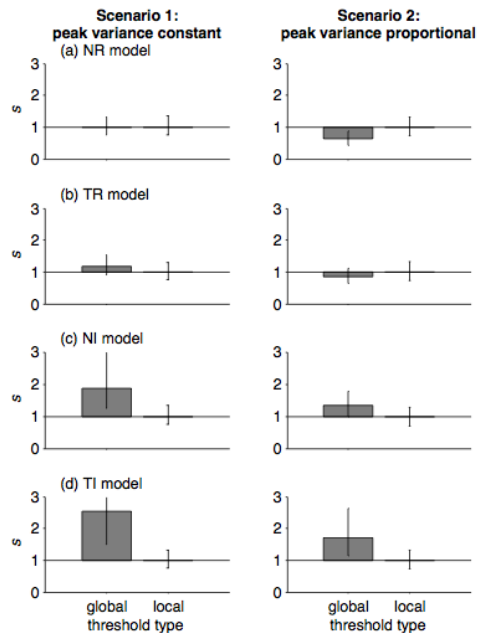 Scenario 1:
peak variance constant
Scenario 2:
peak variance proportional
(a) NR model
s
3
2
1
0
3
2
1
0
(b) TR model
s
3
2
1
0
3
2
1
0
(c) NI model
s
3
2
1
0
3
2
1
0
(d) TI model
s
3
2
1
0
3
2
1
0
global local
threshold type
global local
threshold type